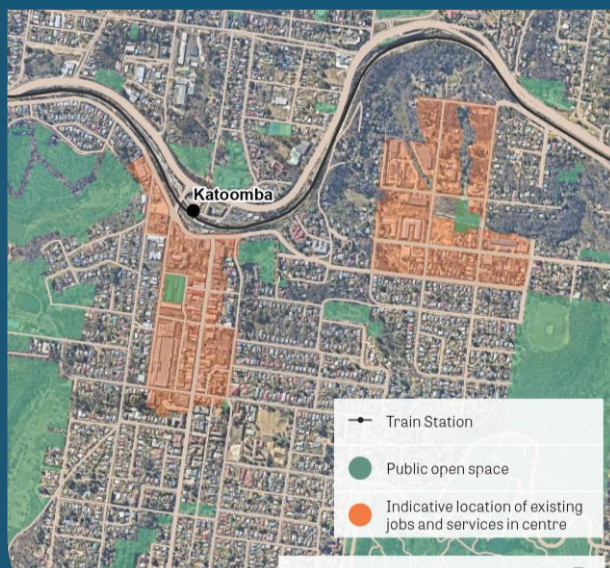 Katoomba
Train Station
Public open space
Indicative location of existing
jobs and services in centre